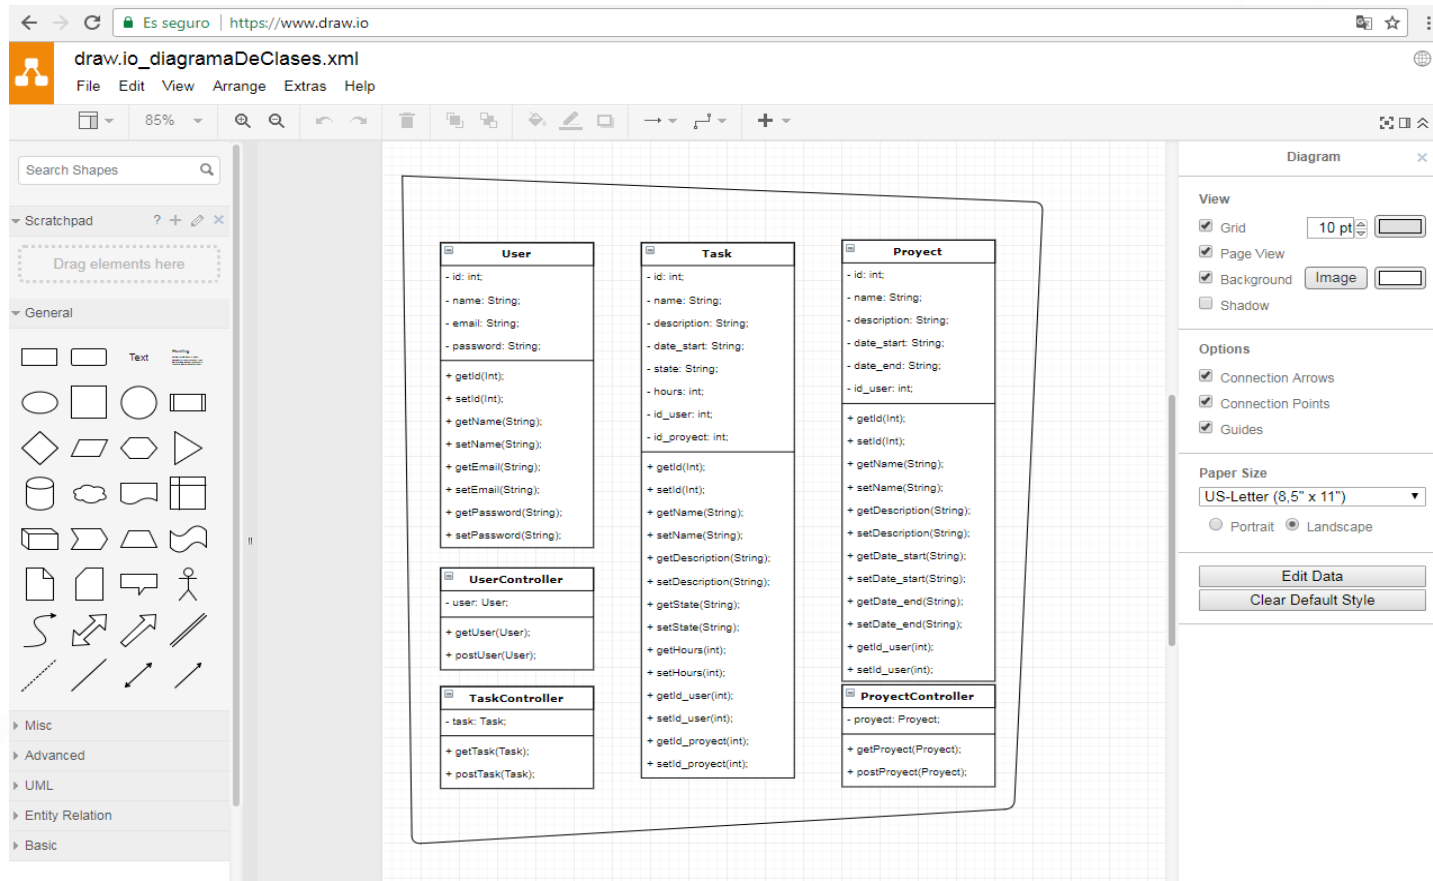 Es seguro | https://www.draw.io
draw.io_diagramaDeClases.xml
File Edit View Arrange Extras Help
85%
Search Shapes
Scratchpad ?
Drag elements here
General
Text
Misc
Advanced
UML
Entity Relation
Basic
User
- id: int;
- name: String;
- email: String;
- password: String;
+ getId(Int);
+ setId(Int);
+ getName(String);
+ setName(String);
+ getEmail(String);
+ setEmail(String);
+ getPassword(String);
+ setPassword(String);
UserController
- user: User;
+ getUser(User);
+ postUser(User);
TaskController
- task: Task;
+ getTask(Task);
+ postTask(Task);
Task
- id: int;
- name: String;
- description: String;
- date_start: String;
- state: String;
- hours: int;
- id_user: int;
- id_proyect: int;
+ getId(Int);
+ setId(Int);
+ getName(String);
+ setName(String);
+ getDescription(String);
+ setDescription(String);
+ getState(String);
+ setState(String);
+ getHours(int);
+ setHours(int);
+ getId_user(int);
+ setId_user(int);
+ getId_proyect(int);
+ setId_proyect(int);
Proyect
- id: int;
- name: String;
- description: String;
- date_start: String;
- date_end: String;
- id_user: int;
+ getId(Int);
+ setId(Int);
+ getName(String);
+ setName(String);
+ getDescription(String);
+ setDescription(String);
+ getDate_start(String);
+ setDate_start(String);
+ getDate_end(String);
+ setDate_end(String);
+ getId_user(int);
+ setId_user(int);
ProyectController
- proyect: Proyect;
+ getProyect(Proyect);
+ postProyect(Proyect);
Diagram
View
Grid 10 pt
Page View
Background Image
Shadow
Options
Connection Arrows
Connection Points
Guides
Paper Size
US-Letter (8,5" x 11")
Portrait Landscape
Edit Data
Clear Default Style